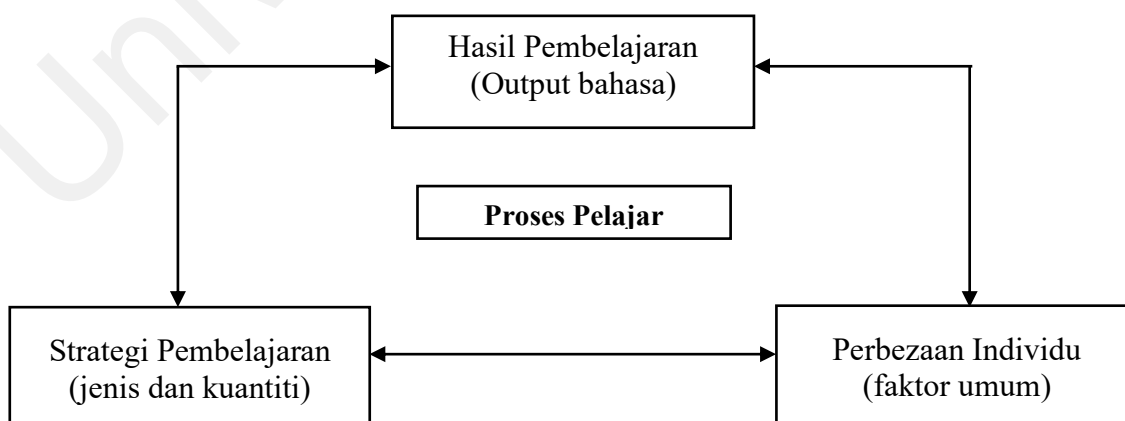 Hasil Pembelajaran
(Output bahasa)
Proses Pelajar
Strategi Pembelajaran
(jenis dan kuantiti)
Perbezaan Individu
(faktor umum)